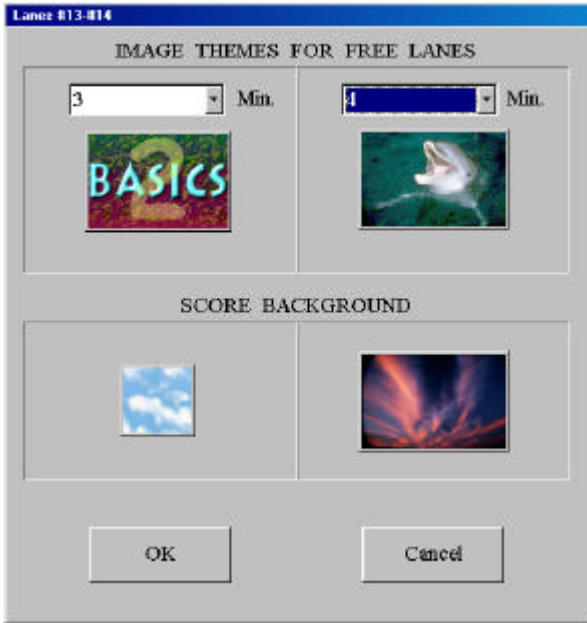 Lanes #13-#14
IMAGE THEMES FOR FREE LANES
3 Min. 4 Min.
BASICS 2
SCORE BACKGROUND
OK Cancel